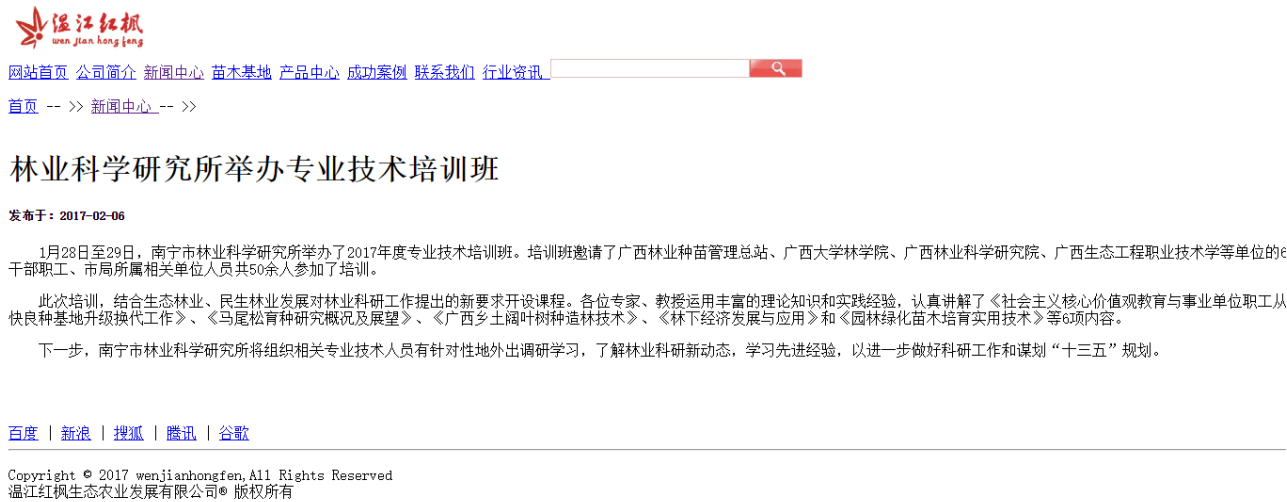 温江红枫
wen jian hong feng
网站首页 公司简介 新闻中心 苗木基地 产品中心 成功案例 联系我们 行业资讯
首页 -- >> 新闻中心 -- >>
林业科学研究所举办专业技术培训班
发布于：2017-02-06
1月28日至29日，南宁市林业科学研究所举办了2017年度专业技术培训班。培训班邀请了广西林业种苗管理总站、广西大学林学院、广西林业科学研究院、广西生态工程职业技术学等单位的6
干部职工、市局所属相关单位人员共50余人参加了培训。
此次培训，结合生态林业、民生林业发展对林业科研工作提出的新要求开设课程。各位专家、教授运用丰富的理论知识和实践经验，认真讲解了《社会主义核心价值观教育与事业单位职工从
快良种基地升级换代工作》、《马尾松育种研究概况及展望》、《广西乡土阔叶树种造林技术》、《林下经济发展与应用》和《园林绿化苗木培育实用技术》等6项内容。
下一步，南宁市林业科学研究所将组织相关专业技术人员有针对性地外出调研学习，了解林业科研新动态，学习先进经验，以进一步做好科研工作和谋划“十三五”规划。
百度 | 新浪 | 搜狐 | 腾讯 | 谷歌
Copyright © 2017 wenjianhongfen,All Rights Reserved
温江红枫生态农业发展有限公司® 版权所有